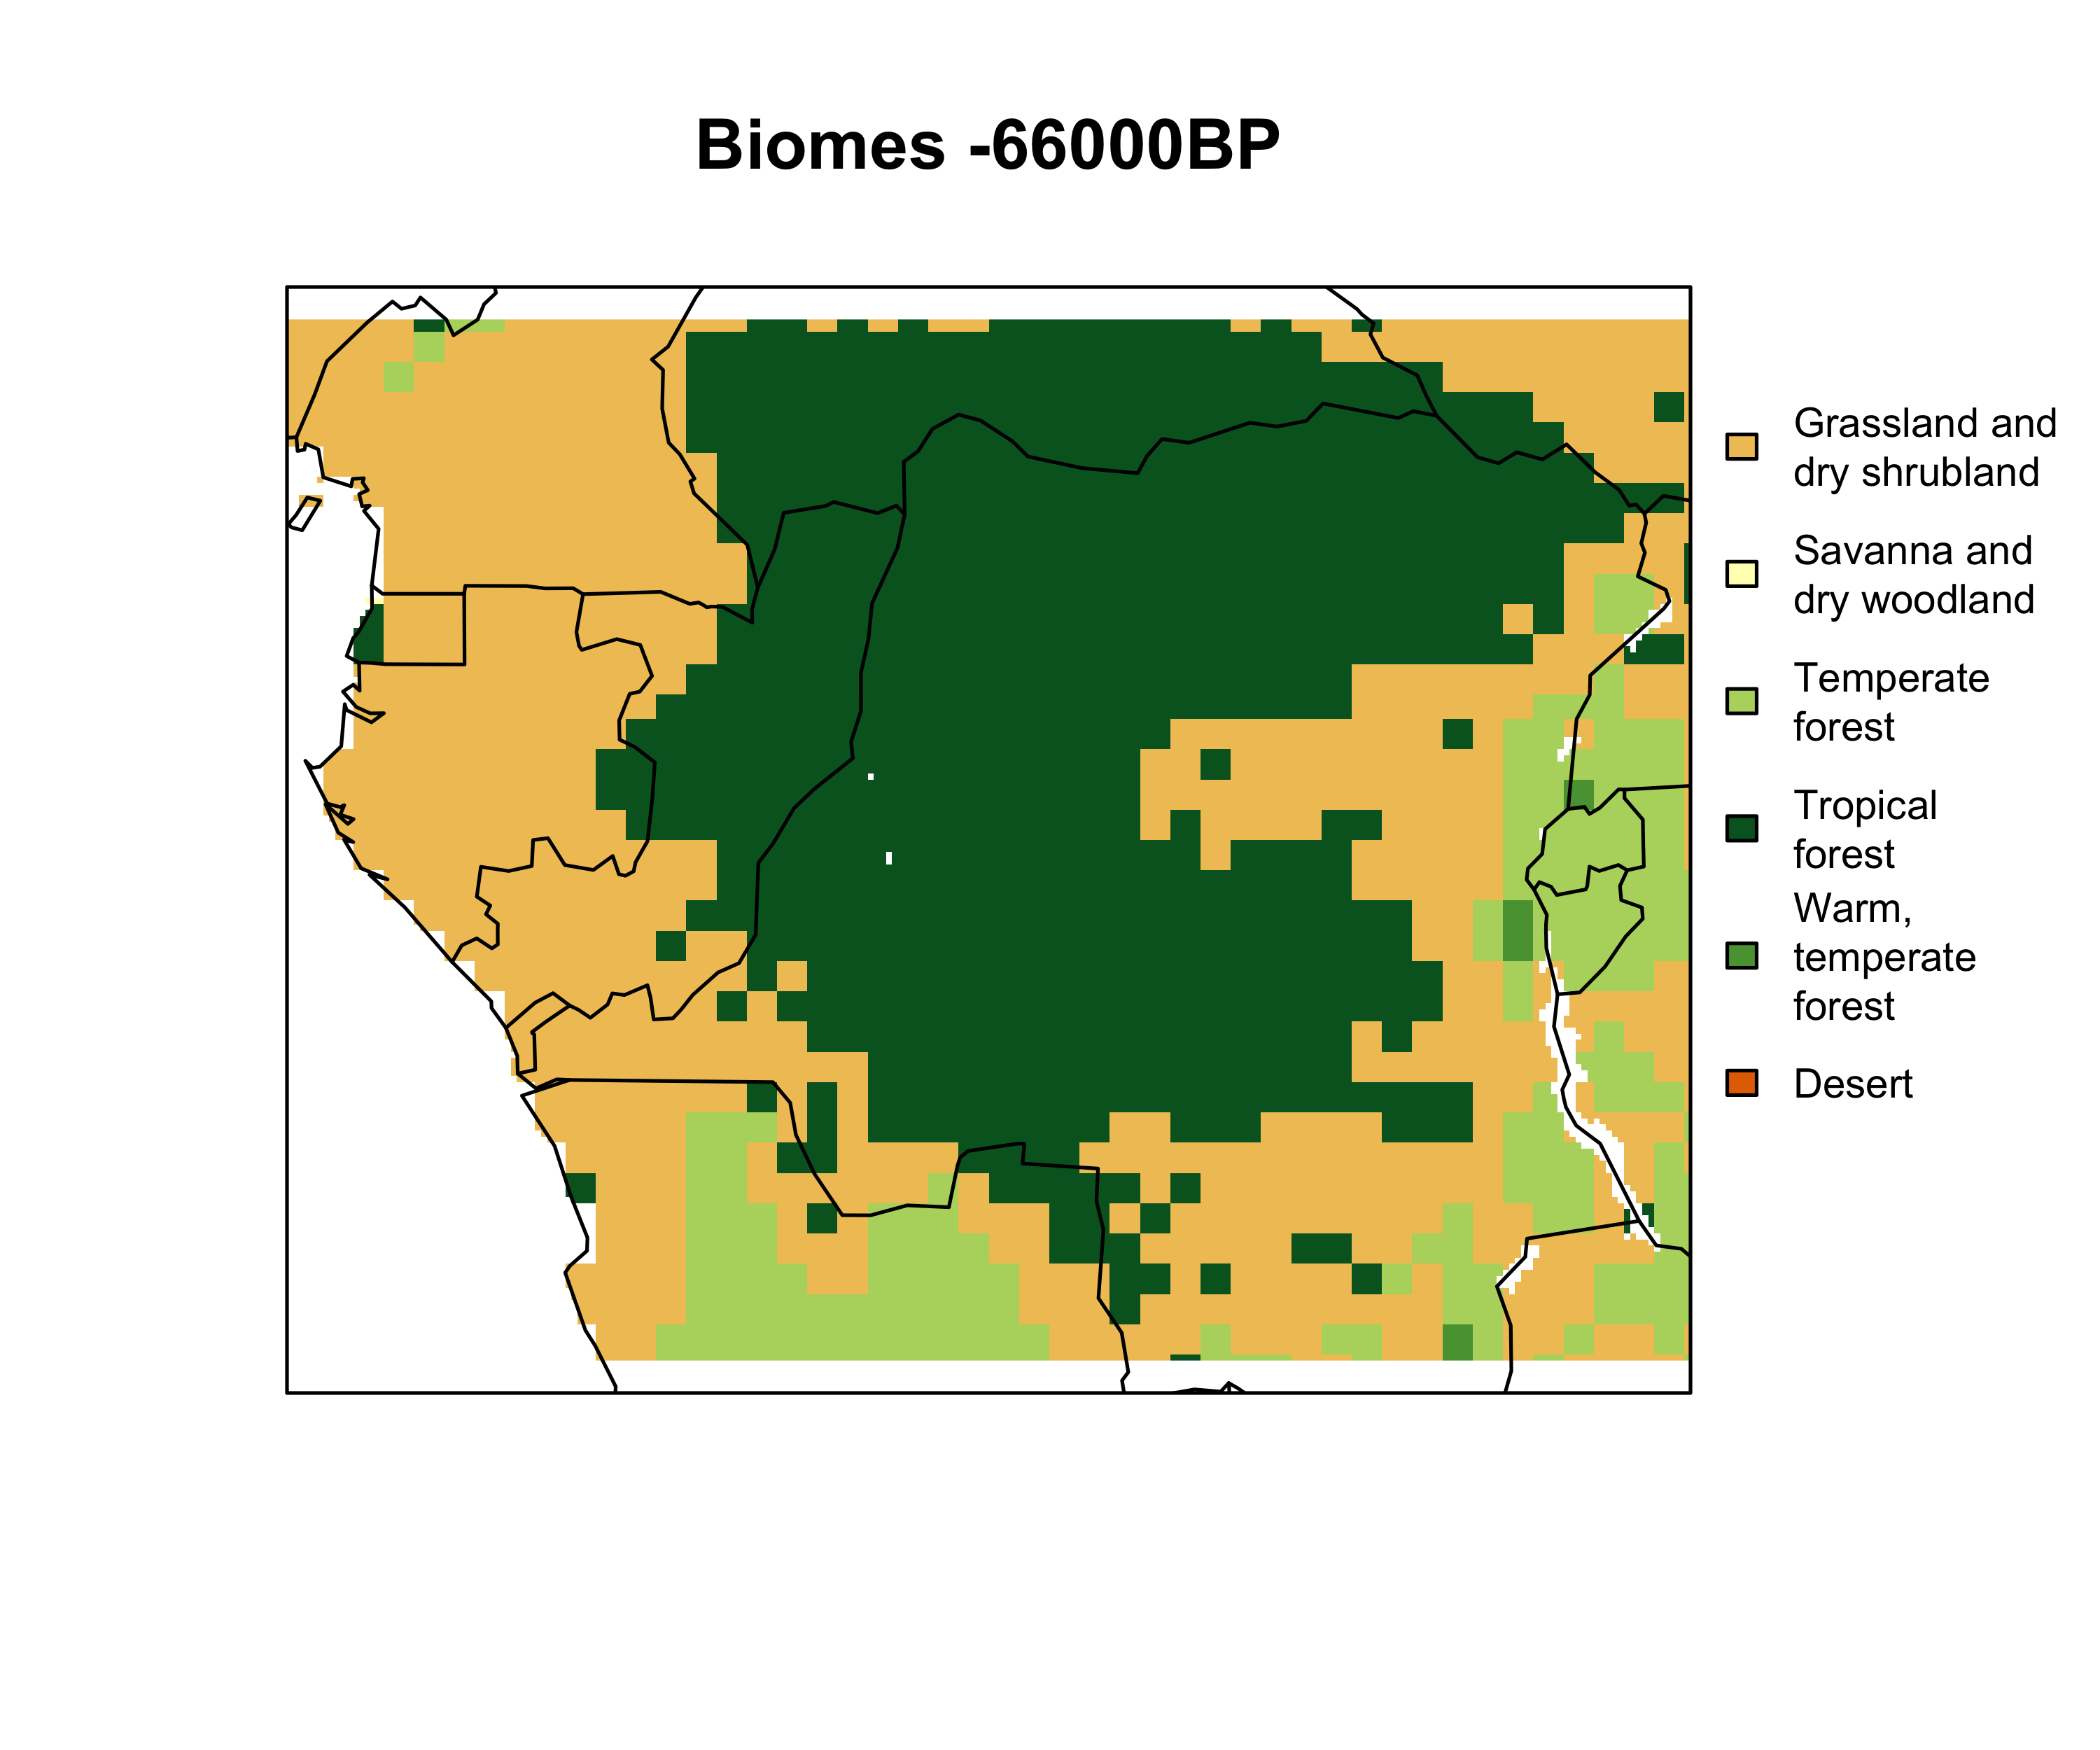 Biomes -66000BP
Grassland and
dry shrubland
Savanna and
dry woodland
Temperate
forest
Tropical
forest
Warm,
temperate
forest
Desert